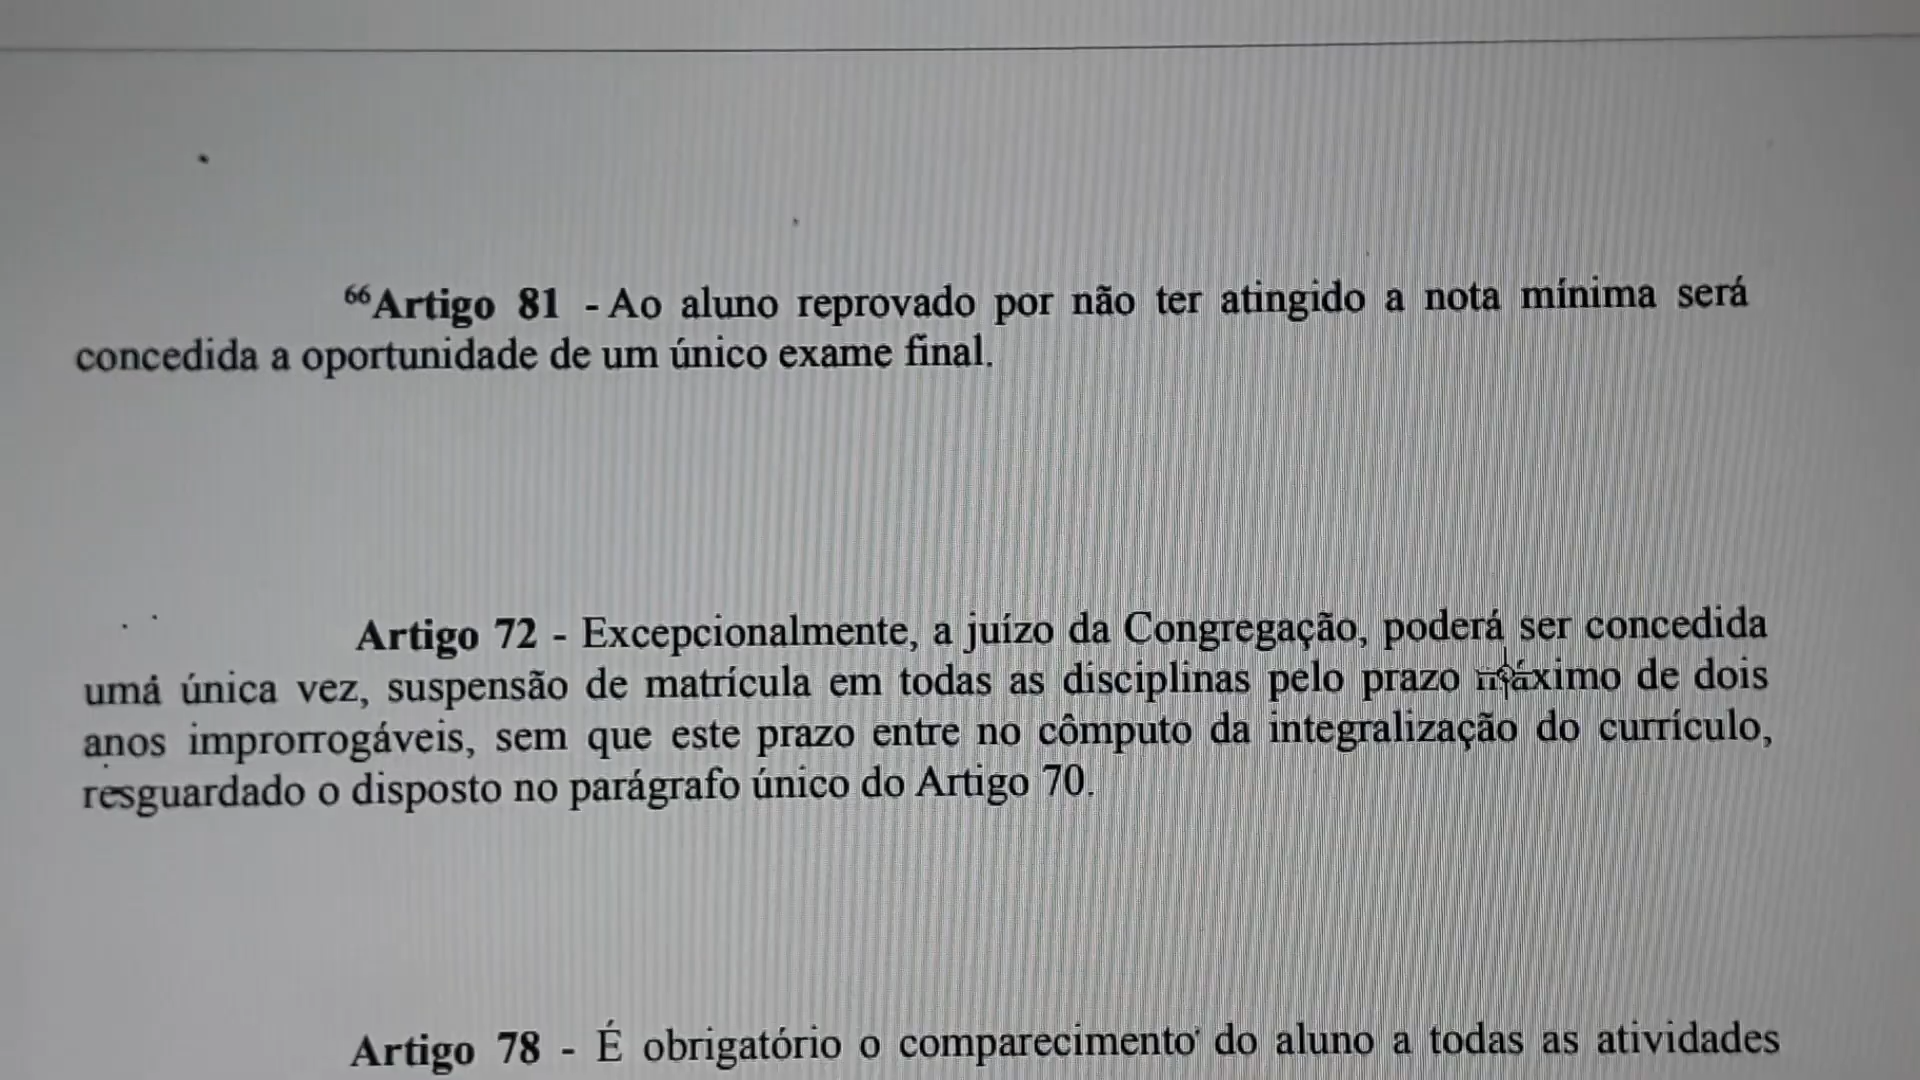 ⁶⁶Artigo 81 - Ao aluno reprovado por não ter atingido a nota mínima será
concedida a oportunidade de um único exame final.
Artigo 72 - Excepcionalmente, a juízo da Congregação, poderá ser concedida
umá única vez, suspensão de matrícula em todas as disciplinas pelo prazo máximo de dois
anos improrrogáveis, sem que este prazo entre no cômputo da integralização do currículo,
resguardado o disposto no parágrafo único do Artigo 70.
Artigo 78 - É obrigatório o comparecimento do aluno a todas as atividades